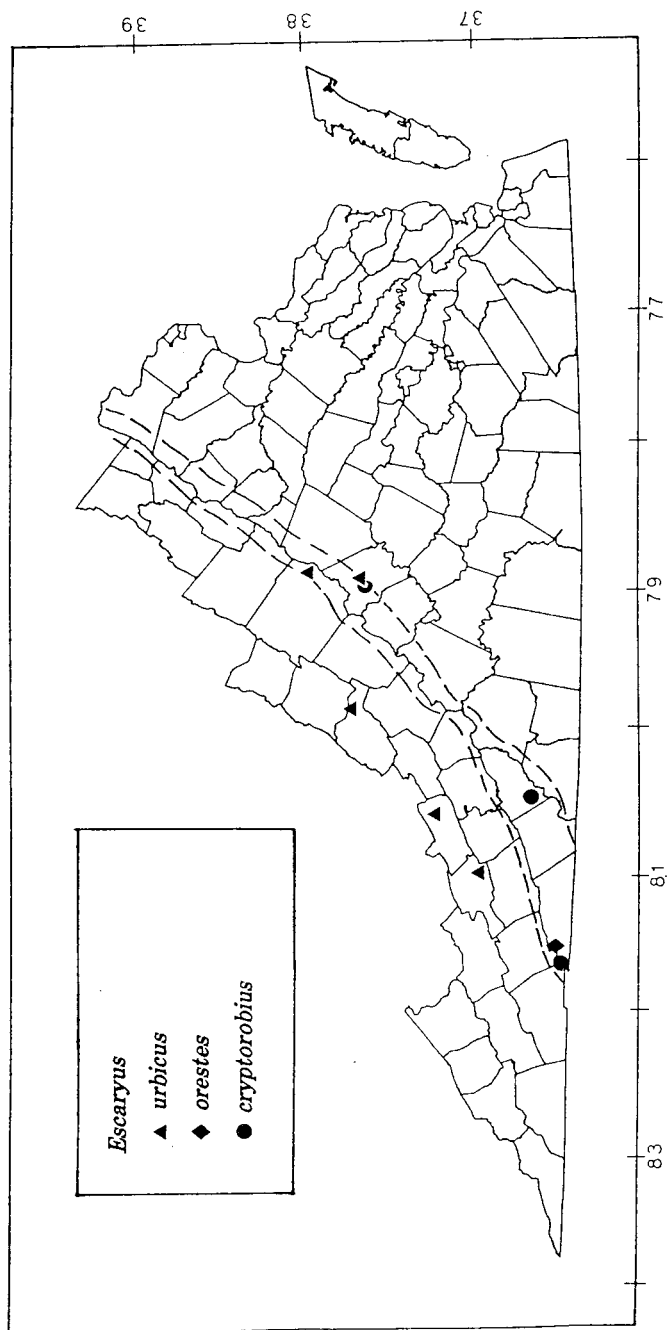 Escaryus
▲ urbicus
◆ orestes
● cryptorobius
39
38
37
83
81
79
77